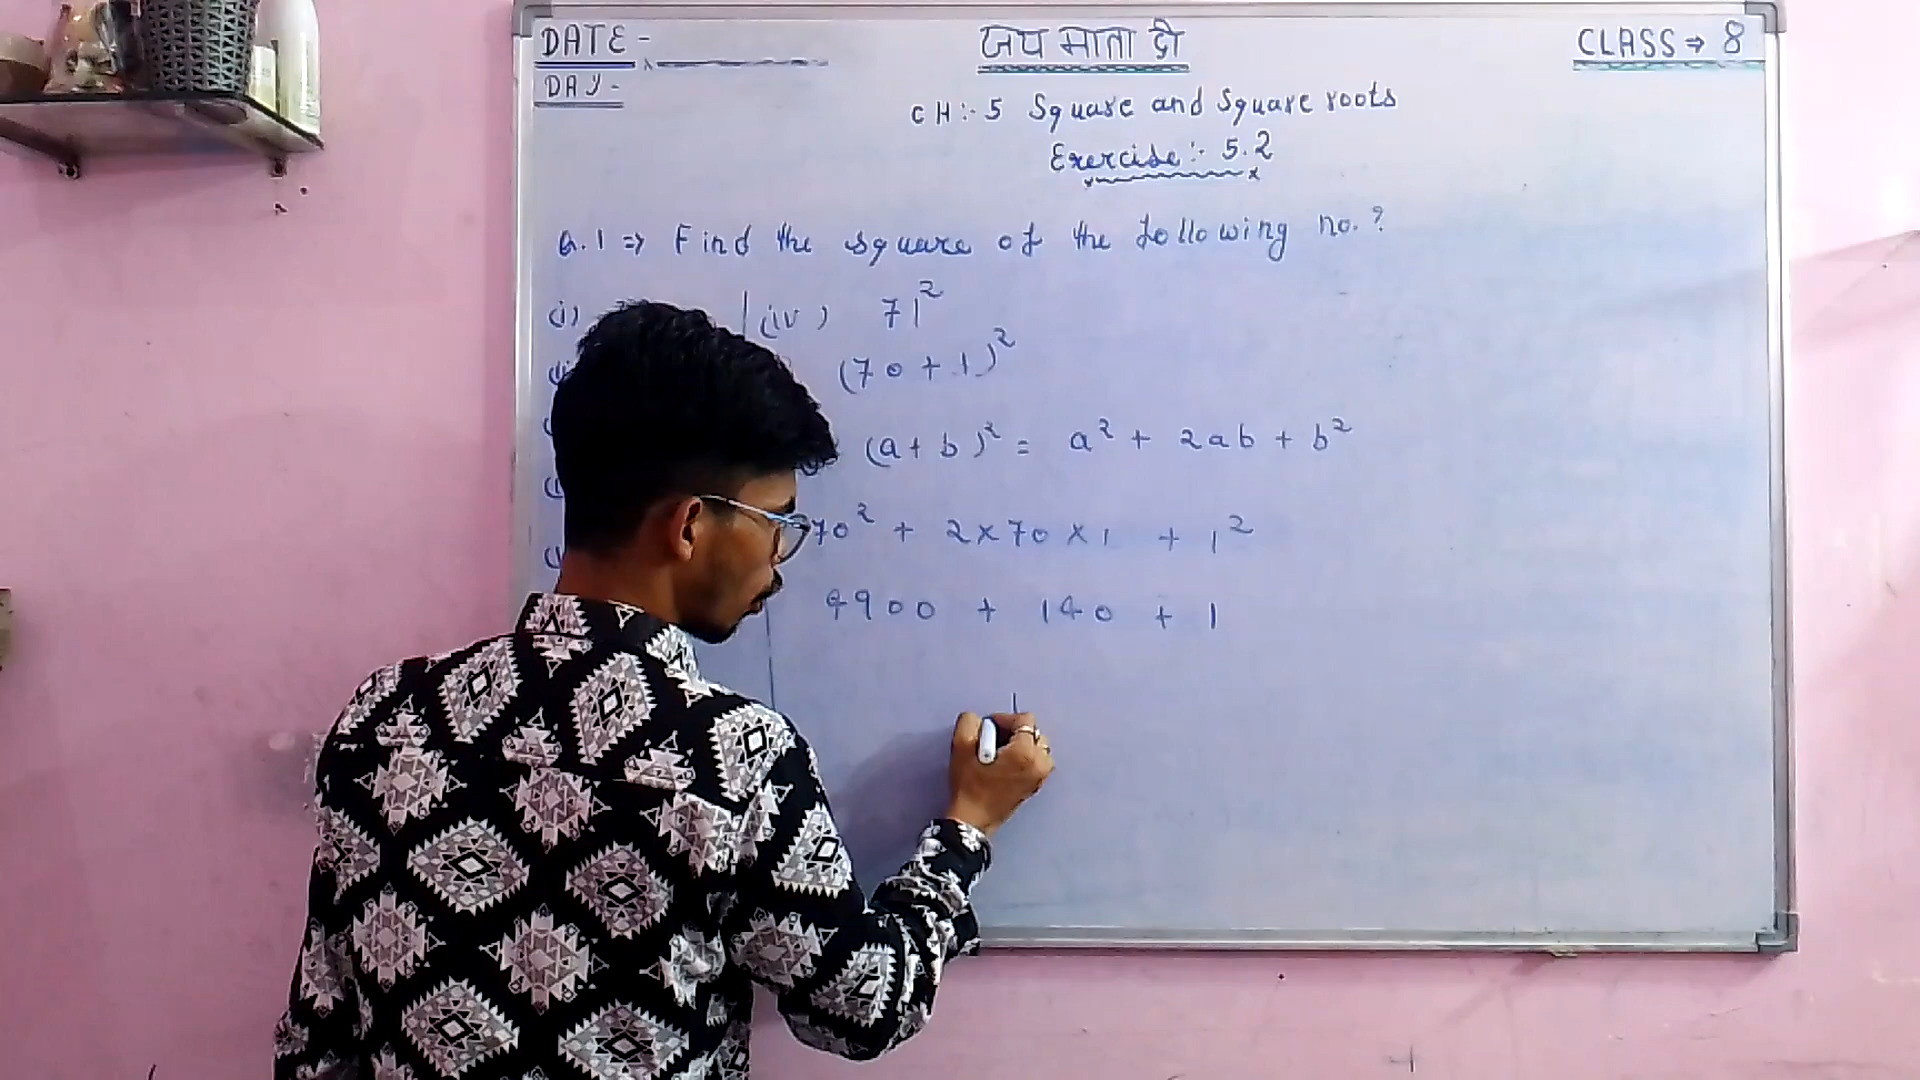 DATE -
जय माता दी
CLASS → 8
DAY -
CH :- 5 Square and Square roots
Exercise :- 5.2
Q.1 => Find the square of the following no. ?
(i)
(iv) 71²
(70 + 1)²
(a + b)² = a² + 2ab + b²
70² + 2×70×1 + 1²
4900 + 140 + 1